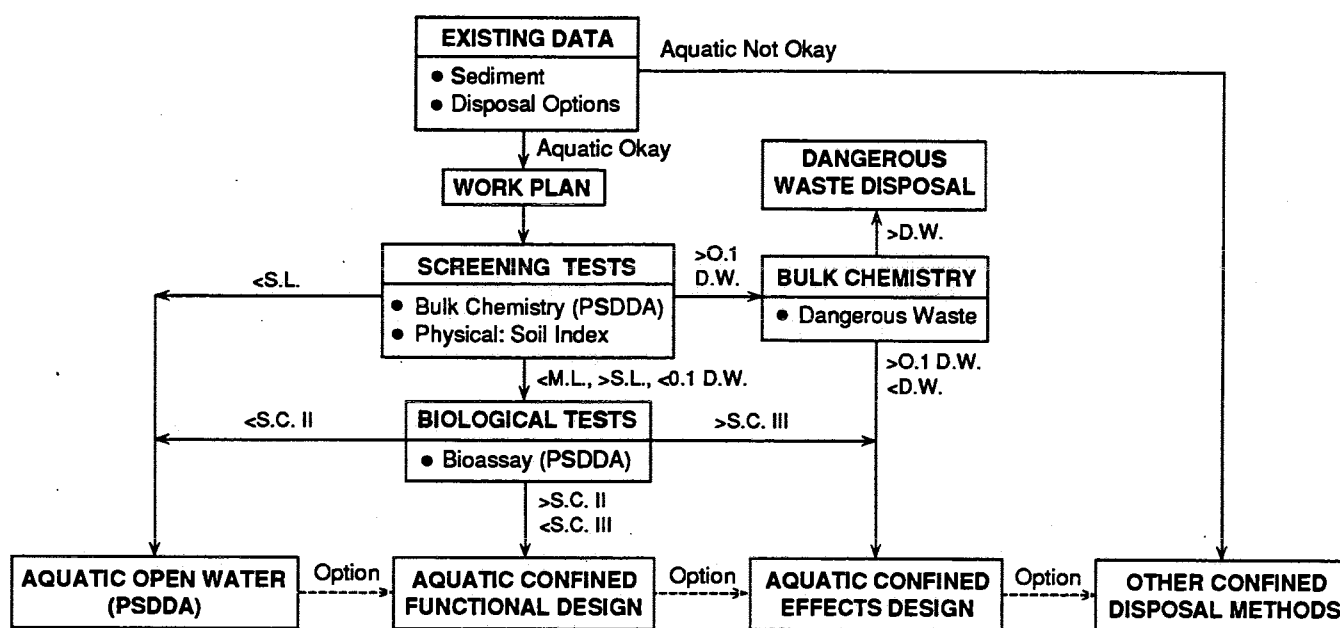 EXISTING DATA
● Sediment
● Disposal Options
Aquatic Not Okay
Aquatic Okay
WORK PLAN
DANGEROUS
WASTE DISPOSAL
>D.W.
SCREENING TESTS
● Bulk Chemistry (PSDDA)
● Physical: Soil Index
<S.L.
>O.1
D.W.
BULK CHEMISTRY
● Dangerous Waste
<M.L., >S.L., <0.1 D.W.
>O.1 D.W.
<D.W.
BIOLOGICAL TESTS
● Bioassay (PSDDA)
<S.C. II
>S.C. III
>S.C. II
<S.C. III
AQUATIC OPEN WATER
(PSDDA)
Option
AQUATIC CONFINED
FUNCTIONAL DESIGN
Option
AQUATIC CONFINED
EFFECTS DESIGN
Option
OTHER CONFINED
DISPOSAL METHODS